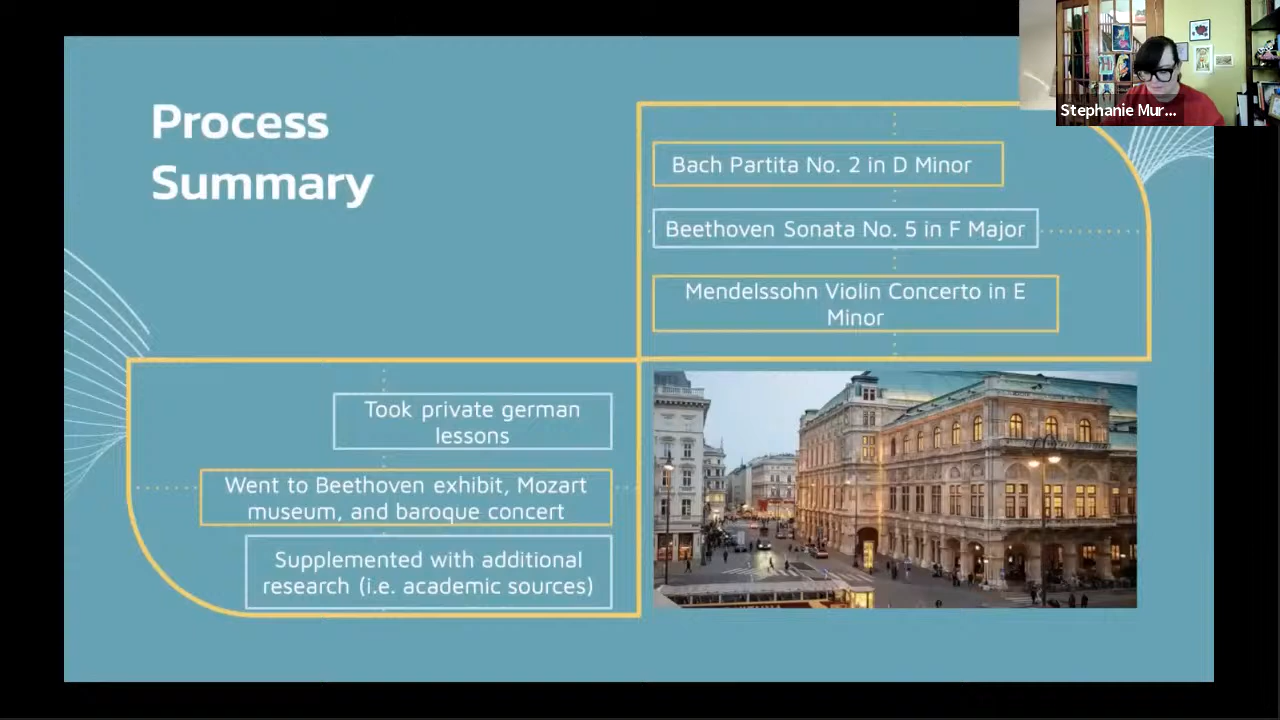 Process
Summary
Stephanie Mur...
Bach Partita No. 2 in D Minor
Beethoven Sonata No. 5 in F Major
Mendelssohn Violin Concerto in E
Minor
Took private german
lessons
Went to Beethoven exhibit, Mozart
museum, and baroque concert
Supplemented with additional
research (i.e. academic sources)